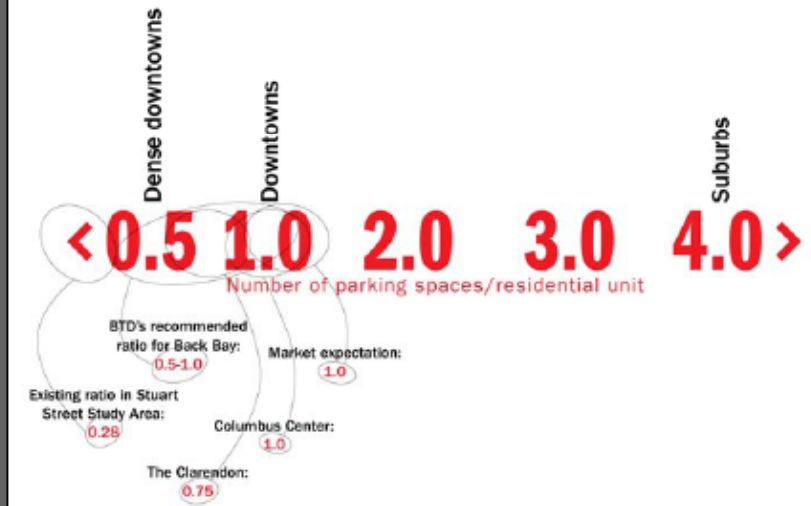 Dense downtowns
Downtowns
Suburbs
<0.5 1.0 2.0 3.0 4.0>
Number of parking spaces/residential unit
BTD's recommended
ratio for Back Bay:
0.5-1.0
Market expectation:
1.0
Existing ratio in Stuart
Street Study Area:
0.28
Columbus Center:
1.0
The Clarendon:
0.75